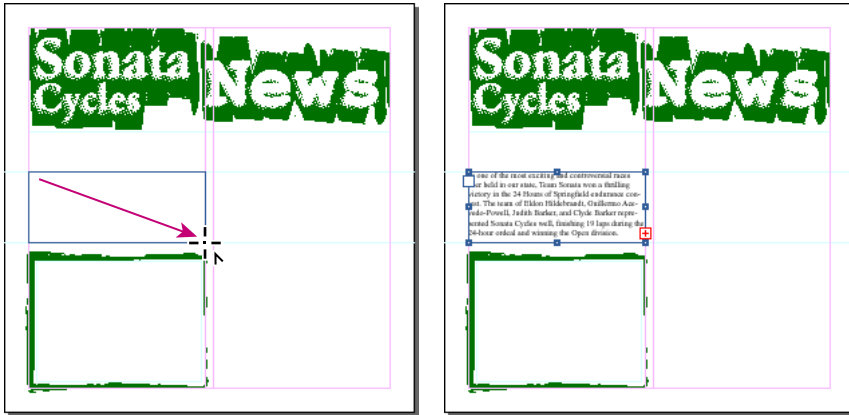 Sonata
Cycles
News
Sonata
Cycles
News
one of the most exciting and controversial races
er held in our state, Team Sonata won a thrilling
victory in the 24 Hours of Springfield endurance con-
st. The team of Eldon Hildebrandt, Guillermo Ace-
vedo-Powell, Judith Barker, and Clyde Barker repre-
sented Sonata Cycles well, finishing 19 laps during the
24-hour ordeal and winning the Open division.